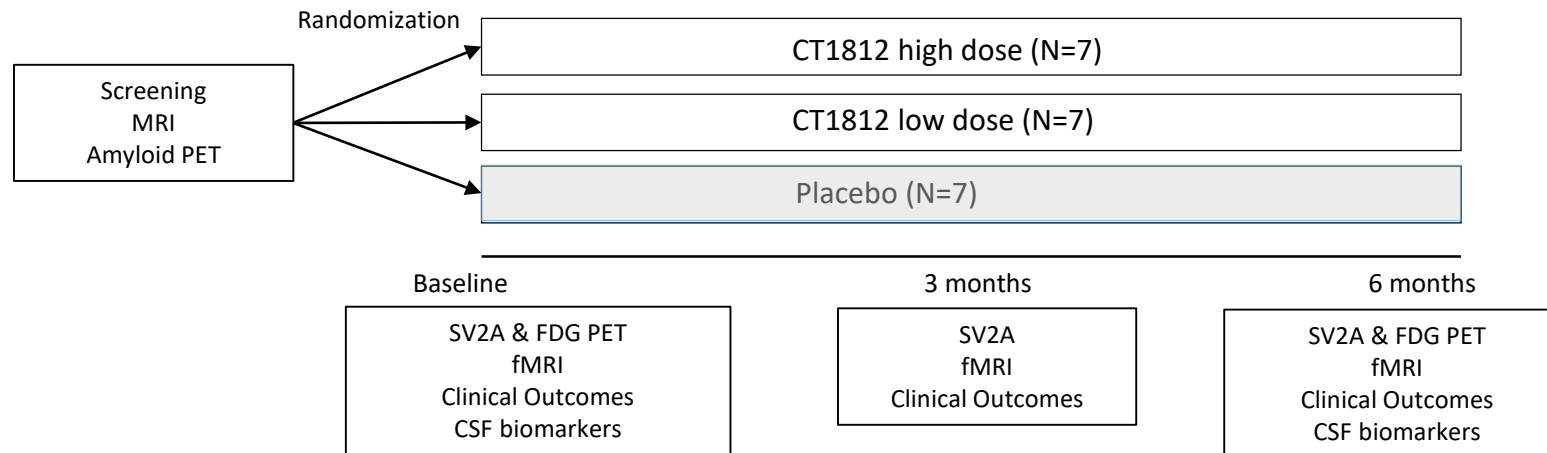 Randomization
Screening
MRI
Amyloid PET
CT1812 high dose (N=7)
CT1812 low dose (N=7)
Placebo (N=7)
Baseline
SV2A & FDG PET
fMRI
Clinical Outcomes
CSF biomarkers
3 months
SV2A
fMRI
Clinical Outcomes
6 months
SV2A & FDG PET
fMRI
Clinical Outcomes
CSF biomarkers